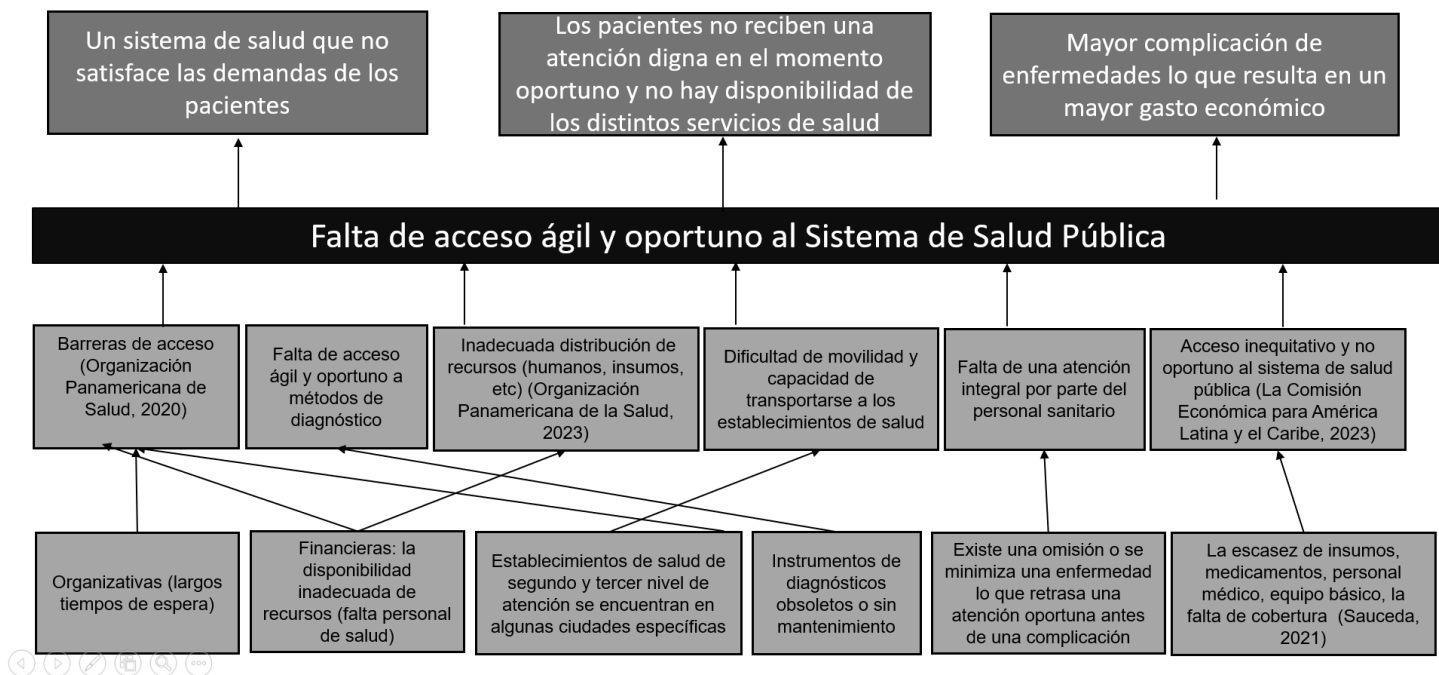 Un sistema de salud que no
satisface las demandas de los
pacientes
Los pacientes no reciben una
atención digna en el momento
oportuno y no hay disponibilidad de
los distintos servicios de salud
Mayor complicación de
enfermedades lo que resulta en un
mayor gasto económico
Falta de acceso ágil y oportuno al Sistema de Salud Pública
Barreras de acceso
(Organización
Panamericana de
Salud, 2020)
Falta de acceso
ágil y oportuno a
métodos de
diagnóstico
Inadecuada distribución de
recursos (humanos, insumos,
etc) (Organización
Panamericana de la Salud,
2023)
Dificultad de movilidad y
capacidad de
transportarse a los
establecimientos de salud
Falta de una atención
integral por parte del
personal sanitario
Acceso inequitativo y no
oportuno al sistema de salud
pública (La Comisión
Económica para América
Latina y el Caribe, 2023)
Organizativas (largos
tiempos de espera)
Financieras: la
disponibilidad
inadecuada de
recursos (falta personal
de salud)
Establecimientos de salud de
segundo y tercer nivel de
atención se encuentran en
algunas ciudades específicas
Instrumentos de
diagnósticos
obsoletos o sin
mantenimiento
Existe una omisión o se
minimiza una enfermedad
lo que retrasa una
atención oportuna antes
de una complicación
La escasez de insumos,
medicamentos, personal
médico, equipo básico, la
falta de cobertura (Sauceda,
2021)